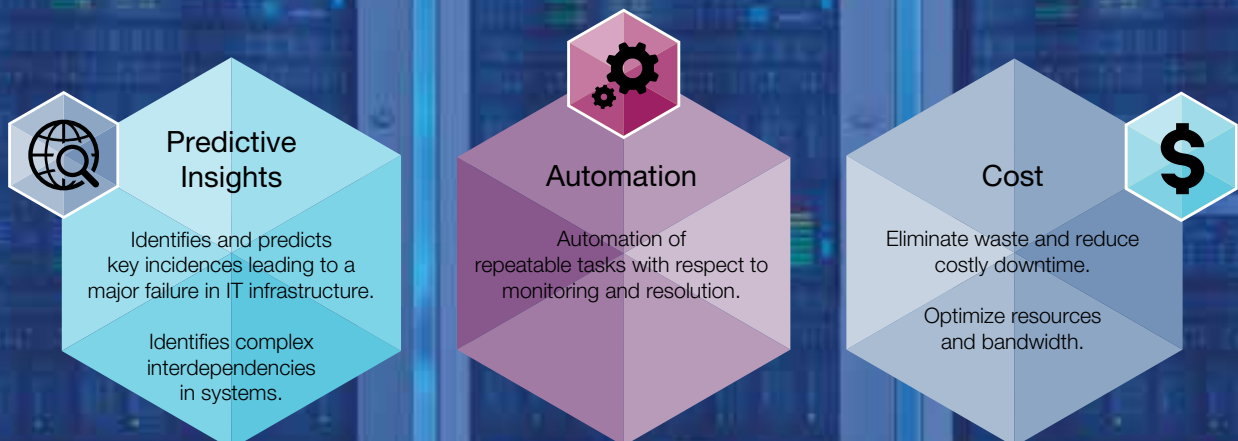 Predictive
Insights
Identifies and predicts
key incidences leading to a
major failure in IT infrastructure.
Identifies complex
interdependencies
in systems.
Automation
Automation of
repeatable tasks with respect to
monitoring and resolution.
Cost
$
Eliminate waste and reduce
costly downtime.
Optimize resources
and bandwidth.